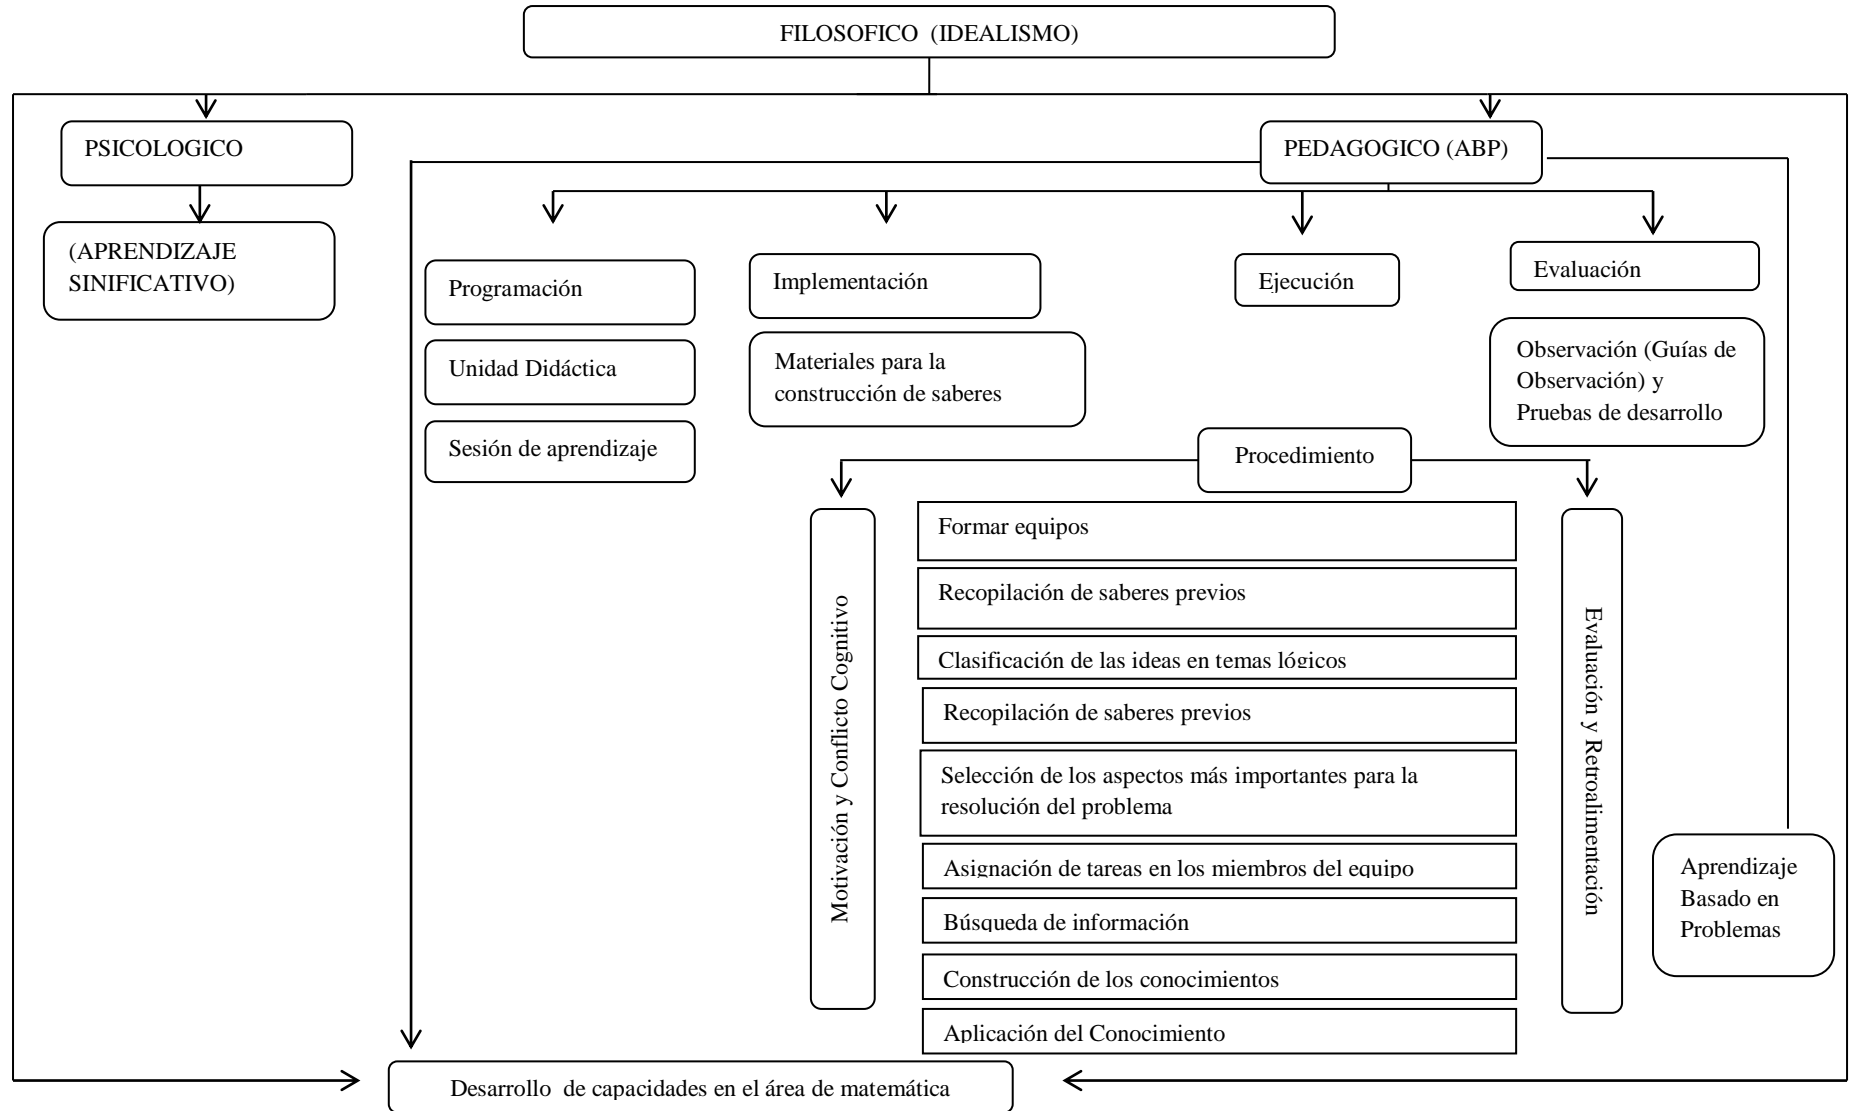 FILOSOFICO (IDEALISMO)
PSICOLOGICO
PEDAGOGICO (ABP)
(APRENDIZAJE
SINIFICATIVO)
Programación
Implementación
Ejecución
Evaluación
Unidad Didáctica
Materiales para la
construcción de saberes
Observación (Guías de
Observación) y
Pruebas de desarrollo
Sesión de aprendizaje
Procedimiento
Motivación y Conflicto Cognitivo
Formar equipos
Recopilación de saberes previos
Clasificación de las ideas en temas lógicos
Recopilación de saberes previos
Selección de los aspectos más importantes para la
resolución del problema
Asignación de tareas en los miembros del equipo
Búsqueda de información
Construcción de los conocimientos
Aplicación del Conocimiento
Evaluación y Retroalimentación
Aprendizaje
Basado en
Problemas
Desarrollo de capacidades en el área de matemática